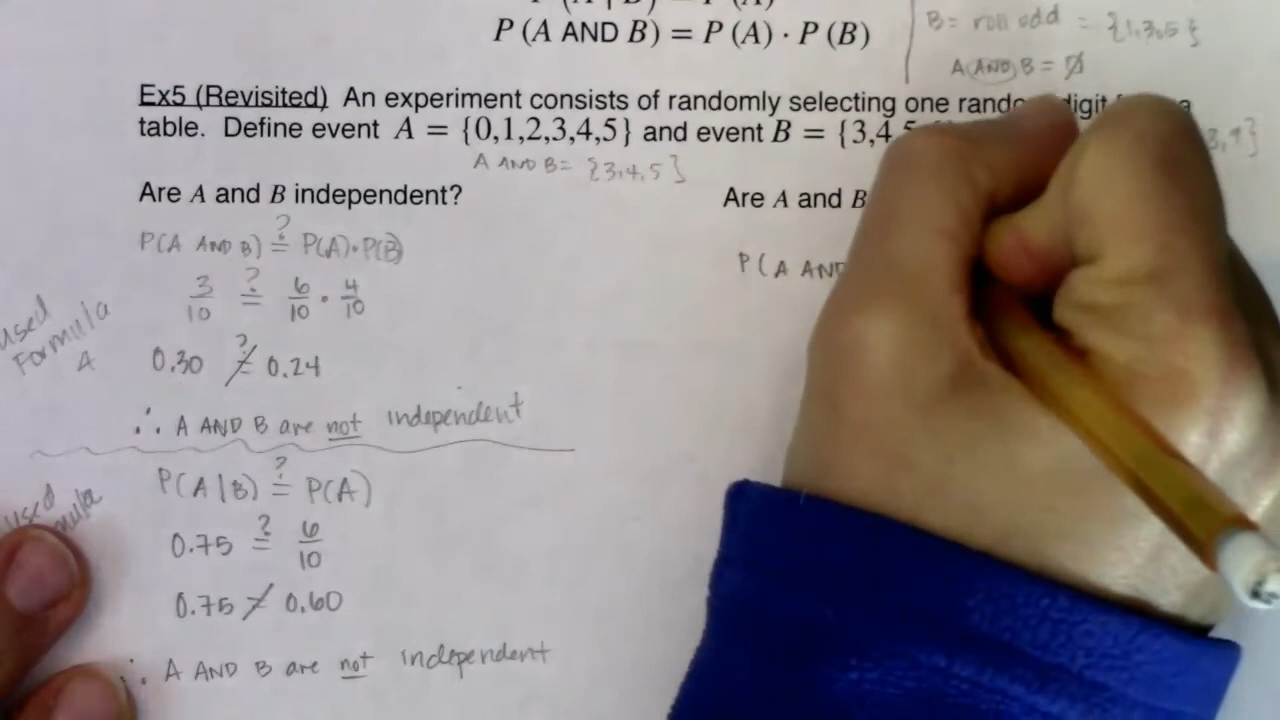 P (A AND B) = P (A) · P (B)
B = roll odd = {1,3,5}
A AND B = ∅
Ex5 (Revisited) An experiment consists of randomly selecting one digit a
table. Define event A = {0,1,2,3,4,5} and event B = {3,4,5
A AND B = {3,4,5}
Are A and B independent?
P(A AND B) ≟ P(A)·P(B)
3/10 ≟ 6/10 · 4/10
0.30 ≠ 0.24
used
Formula
A
∴ A AND B are not independent
P(A|B) ≟ P(A)
used
0.75 ≟ 6/10
0.75 ≠ 0.60
∴ A AND B are not independent
Are A and B
P(A AND